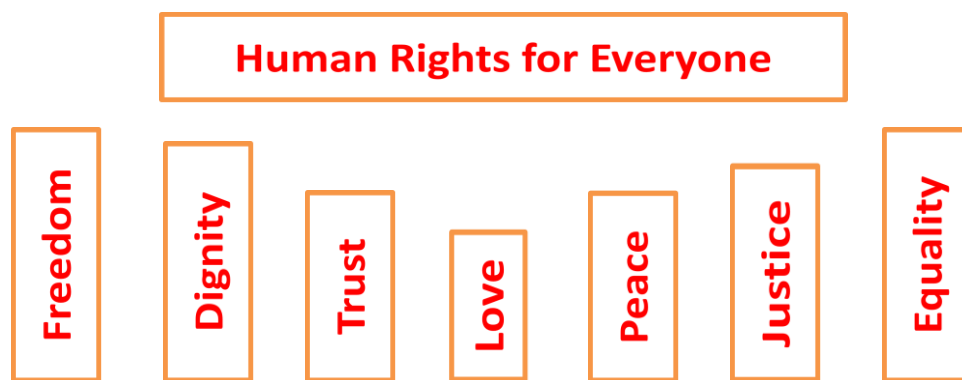 Human Rights for Everyone
Freedom
Dignity
Trust
Love
Peace
Justice
Equality